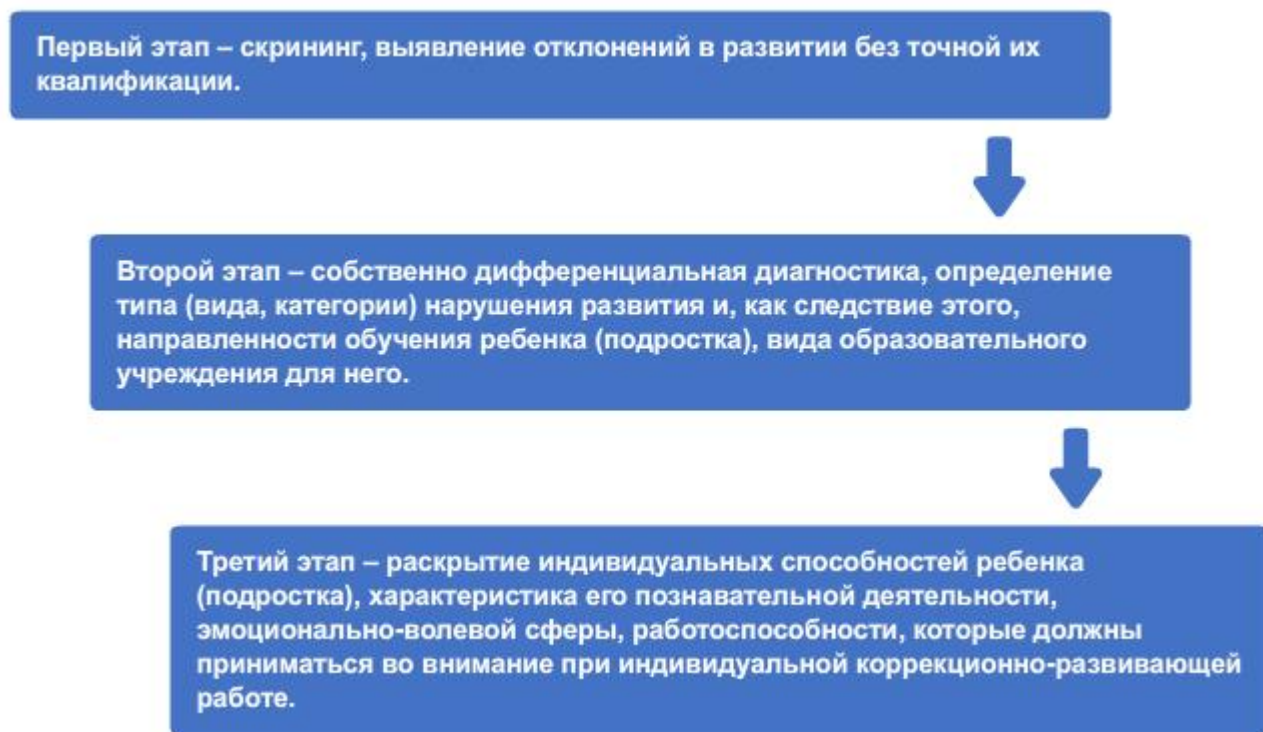 Первый этап – скрининг, выявление отклонений в развитии без точной их
квалификации.
Второй этап – собственно дифференциальная диагностика, определение
типа (вида, категории) нарушения развития и, как следствие этого,
направленности обучения ребенка (подростка), вида образовательного
учреждения для него.
Третий этап – раскрытие индивидуальных способностей ребенка
(подростка), характеристика его познавательной деятельности,
эмоционально-волевой сферы, работоспособности, которые должны
приниматься во внимание при индивидуальной коррекционно-развивающей
работе.